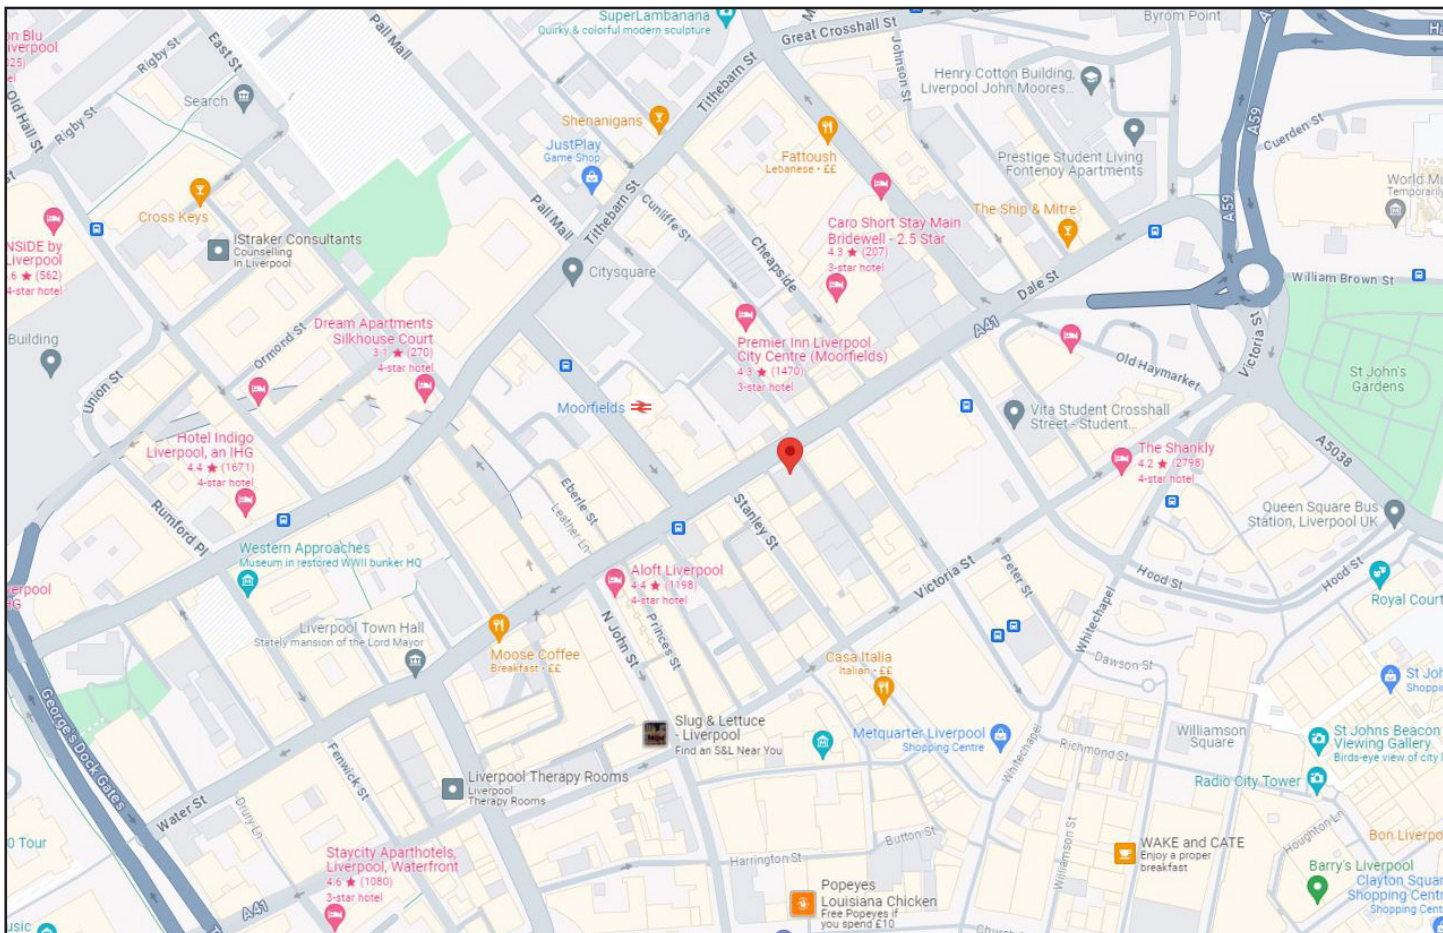 on Blu
iverpool
325)
el
Rigby St
East St
Pall Mall
SuperLambanana
Quirky & colorful modern sculpture
Great Crosshall St
Byrom Point
Old Hall St
Rigby St
Search
Tithebarn St
Johnson St
Henry Cotton Building,
Liverpool John Moores...
A59
Shenanigans
JustPlay
Game Shop
Fattoush
Lebanese · ££
Prestige Student Living
Fontenoy Apartments
Cuerden St
World Mu
Temporarily
Cross Keys
NSiDE by
Liverpool
.6 ★ (562)
4-star hotel
IStraker Consultants
Counselling
in Liverpool
Pall Mall
Tithebarn St
Cunliffe St
Cheapside
Caro Short Stay Main
Bridewell - 2.5 Star
4.3 ★ (207)
3-star hotel
The Ship & Mitre
A59
Citysquare
Dale St
William Brown St
Building
Ormond St
Dream Apartments
Silkhouse Court
3.1 ★ (270)
4-star hotel
Premier Inn Liverpool
City Centre (Moorfields)
4.3 ★ (1470)
3-star hotel
A41
Old Haymarket
Victoria St
St John's
Gardens
Union St
Moorfields
Vita Student Crosshall
Street - Student...
Hotel Indigo
Liverpool, an IHG
4.4 ★ (1671)
4-star hotel
The Shankly
4.2 ★ (2798)
4-star hotel
A5038
Rumford Pl
Eberle St
Leather Ln
Stanley St
Queen Square Bus
Station, Liverpool UK
Western Approaches
Museum in restored WWII bunker HQ
Aloft Liverpool
4.4 ★ (1198)
4-star hotel
Victoria St
Peter St
Hood St
Hood St
Royal Court
verpool
HG
Liverpool Town Hall
Stately mansion of the Lord Mayor
Moose Coffee
Breakfast · ££
N John St
Princes St
Casa Italia
Italian · ££
Whitechapel
Dawson St
St Joh
Shoppin
George's Dock Gates
Slug & Lettuce
- Liverpool
Find an S&L Near You
Metquarter Liverpool
Shopping Centre
Whitechapel
Richmond St
Williamson
Square
St Johns Beacon
Viewing Gallery
Birds-eye view of city l
Fenwick St
Liverpool Therapy Rooms
Liverpool
Therapy Rooms
Radio City Tower
Water St
Drury Ln
0 Tour
Button St
Harrington St
Williamson St
WAKE and CATE
Enjoy a proper
breakfast
Houghton Ln
Bon Liverpo
Staycity Aparthotels,
Liverpool, Waterfront
4.6 ★ (1080)
3-star hotel
Barry's Liverpool
Clayton Squar
Shopping Centr
Shopping Cent
A41
Popeyes
Louisiana Chicken
Free Popeyes if
you spend £10
usic